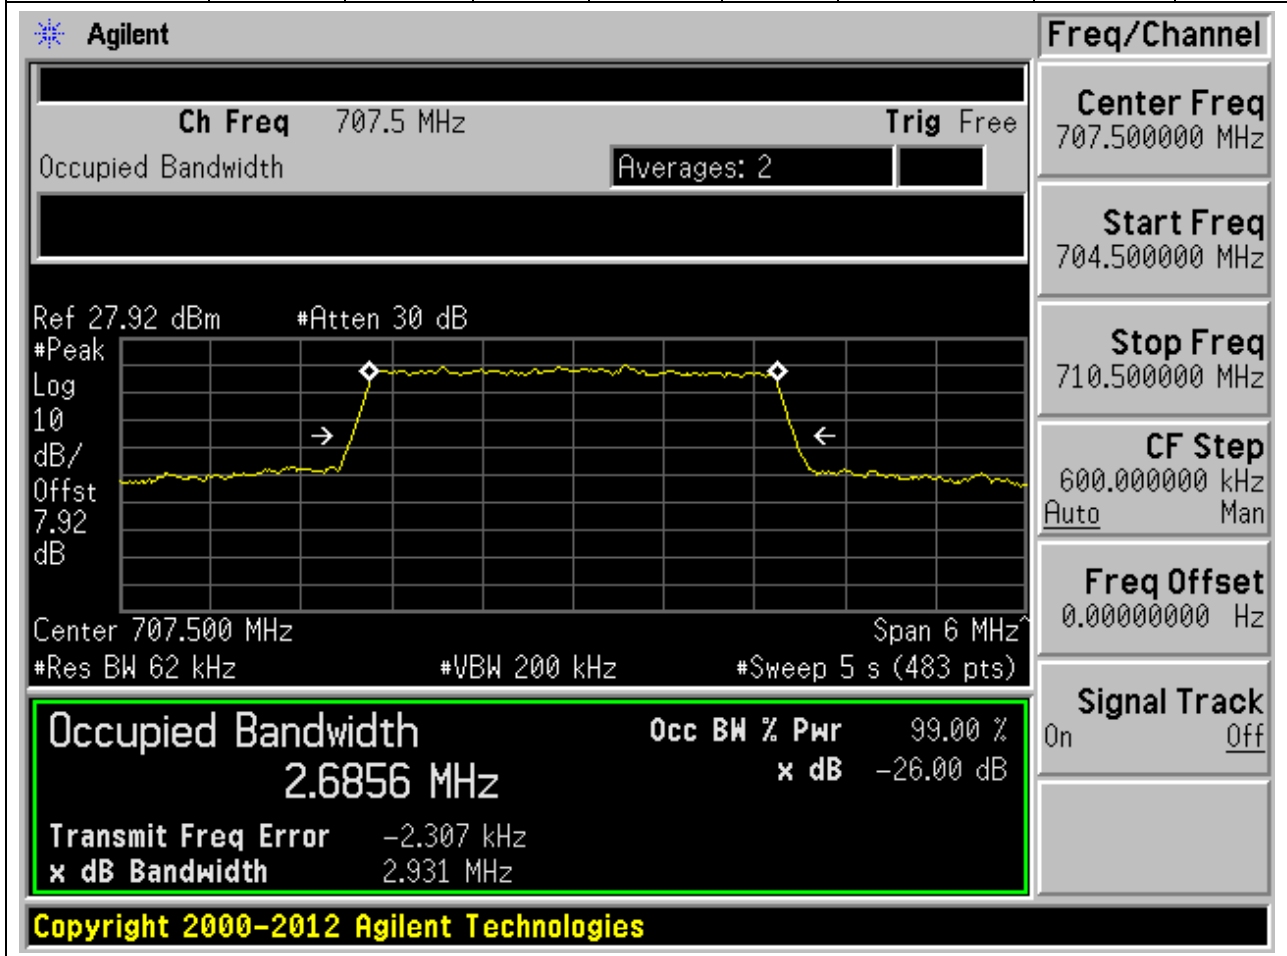 Agilent
Freq/Channel
Ch Freq 707.5 MHz Trig Free
Occupied Bandwidth Averages: 2
Center Freq
707.500000 MHz
Start Freq
704.500000 MHz
Stop Freq
710.500000 MHz
CF Step
600.000000 kHz
Auto Man
Freq Offset
0.00000000 Hz
Signal Track
On Off
Ref 27.92 dBm #Atten 30 dB
#Peak
Log
10
dB/
Offst
7.92
dB
Center 707.500 MHz Span 6 MHz^
#Res BW 62 kHz #VBW 200 kHz #Sweep 5 s (483 pts)
Occupied Bandwidth
2.6856 MHz
Occ BW % Pwr 99.00 %
x dB -26.00 dB
Transmit Freq Error -2.307 kHz
x dB Bandwidth 2.931 MHz
Copyright 2000-2012 Agilent Technologies